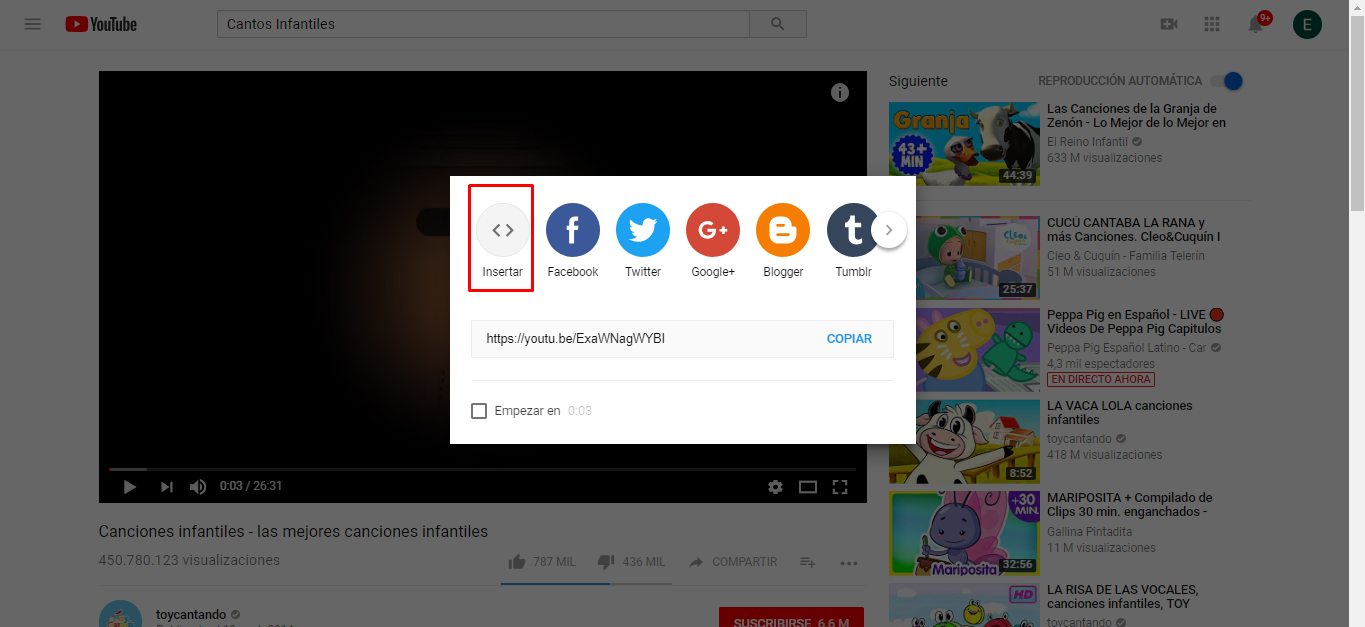 YouTube
Cantos Infantiles
9+
E
Siguiente
REPRODUCCIÓN AUTOMÁTICA
Granja
43+
MIN
44:39
Las Canciones de la Granja de
Zenón - Lo Mejor de lo Mejor en
El Reino Infantil
633 M visualizaciones
Insertar
Facebook
Twitter
Google+
Blogger
Tumblr
https://youtu.be/ExaWNagWYBI
COPIAR
Empezar en 0:03
25:37
CUCÚ CANTABA LA RANA y
más Canciones. Cleo&Cuquín I
Cleo & Cuquín - Familia Telerín
51 M visualizaciones
Peppa Pig en Español - LIVE
Videos De Peppa Pig Capitulos
Peppa Pig Español Latino - Car
4,3 mil espectadores
EN DIRECTO AHORA
8:52
LA VACA LOLA canciones
infantiles
toycantando
418 M visualizaciones
+30
MIN
Mariposita
32:56
MARIPOSITA + Compilado de
Clips 30 min. enganchados -
Gallina Pintadita
11 M visualizaciones
HD
LA RISA DE LAS VOCALES,
canciones infantiles, TOY
toycantando
0:03 / 26:31
Canciones infantiles - las mejores canciones infantiles
450.780.123 visualizaciones
787 MIL
436 MIL
COMPARTIR
toycantando
SUSCRIBIRSE 6,6 M